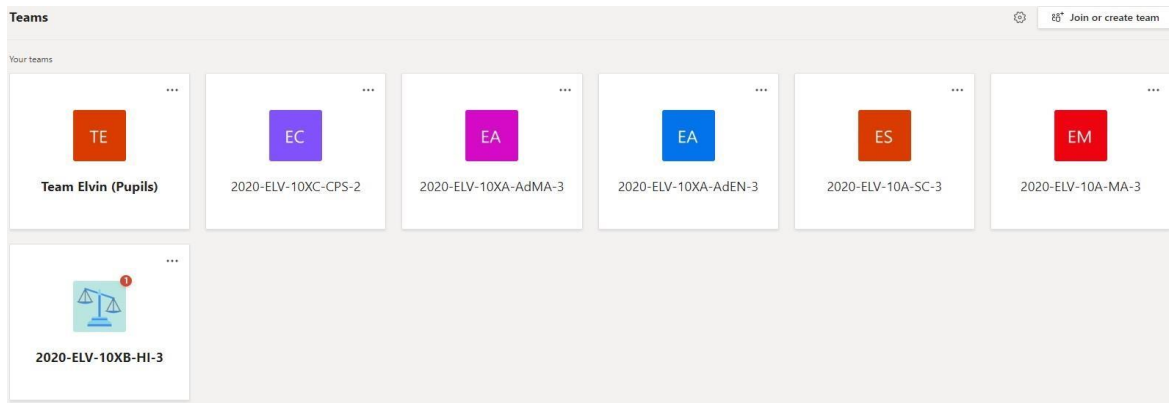 Teams
Join or create team
Your teams
...
...
...
...
...
...
TE
EC
EA
EA
ES
EM
Team Elvin (Pupils)
2020-ELV-10XC-CPS-2
2020-ELV-10XA-AdMA-3
2020-ELV-10XA-AdEN-3
2020-ELV-10A-SC-3
2020-ELV-10A-MA-3
...
1
2020-ELV-10XB-HI-3